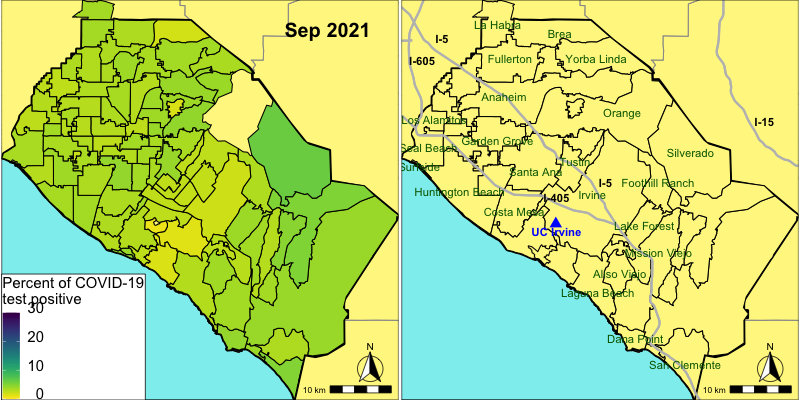 Sep 2021
Percent of COVID-19
test positive
30
20
10
0
N
10 km
La Habra
Brea
I-5
I-605
Fullerton
Yorba Linda
Anaheim
Orange
Los Alamitos
I-15
Garden Grove
Seal Beach
Silverado
Tustin
Sunside
Santa Ana
I-5
Foothill Ranch
Huntington Beach
Irvine
I-405
Costa Mesa
Lake Forest
UC Irvine
Mission Viejo
Aliso Viejo
Laguna Beach
Dana Point
San Clemente
N
10 km